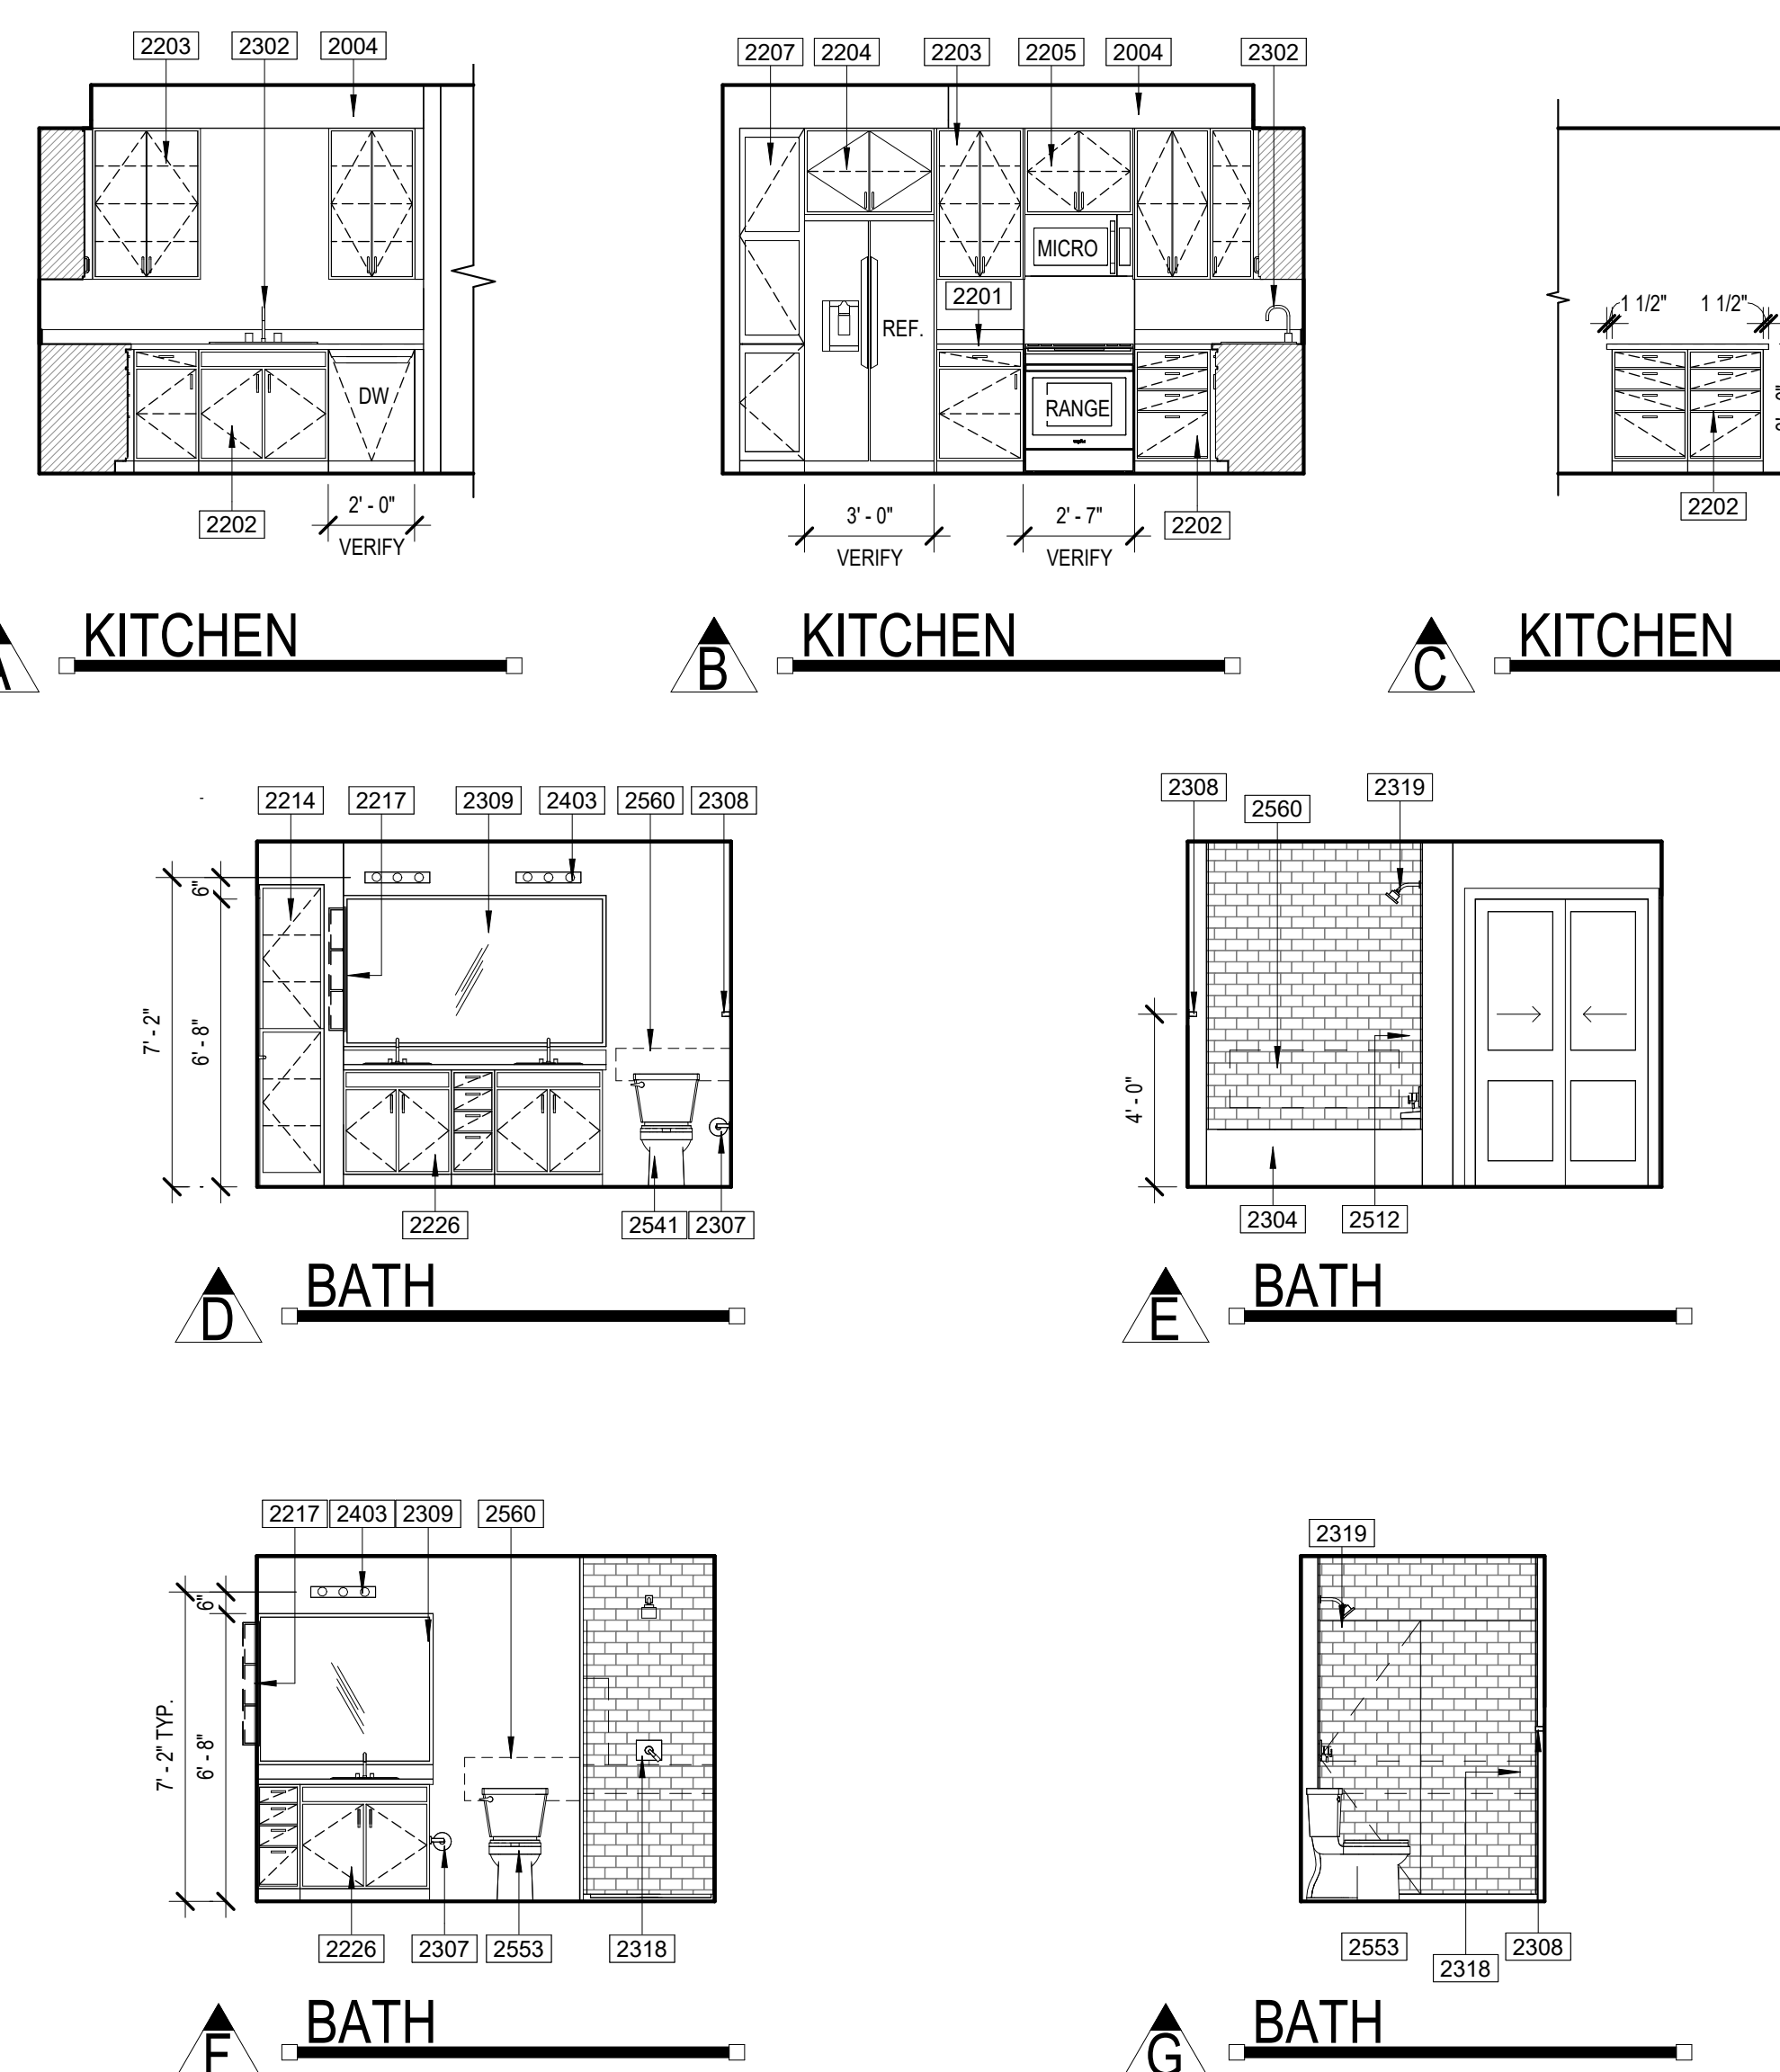 2203 2302 2004
2207 2204 2203 2205 2004 2302
MICRO
2201
REF.
1 1/2" 1 1/2"
DW
RANGE
2202
2' - 0"
VERIFY
3' - 0"
VERIFY
2' - 7"
VERIFY
2202
2202
A KITCHEN
B KITCHEN
C KITCHEN
2214 2217 2309 2403 2560 2308
6"
7' - 2"
6' - 8"
2226 2541 2307
D BATH
2308 2560 2319
4' - 0"
2304 2512
E BATH
2217 2403 2309 2560
6"
7' - 2" TYP.
6' - 8"
2226 2307 2553 2318
F BATH
2319
2553 2318 2308
G BATH